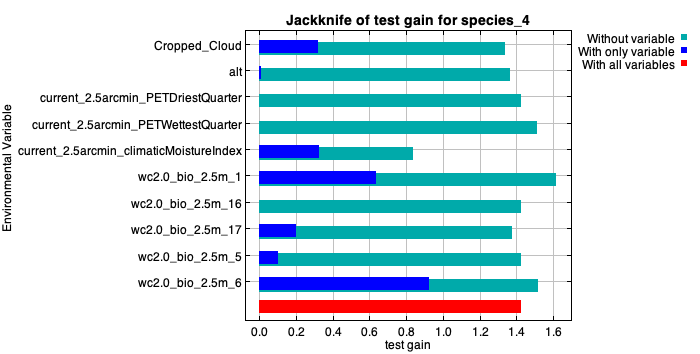 Jackknife of test gain for species_4
Without variable
With only variable
With all variables
Environmental Variable
Cropped_Cloud
alt
current_2.5arcmin_PETDriestQuarter
current_2.5arcmin_PETWettestQuarter
current_2.5arcmin_climaticMoistureIndex
wc2.0_bio_2.5m_1
wc2.0_bio_2.5m_16
wc2.0_bio_2.5m_17
wc2.0_bio_2.5m_5
wc2.0_bio_2.5m_6
0.0 0.2 0.4 0.6 0.8 1.0 1.2 1.4 1.6
test gain